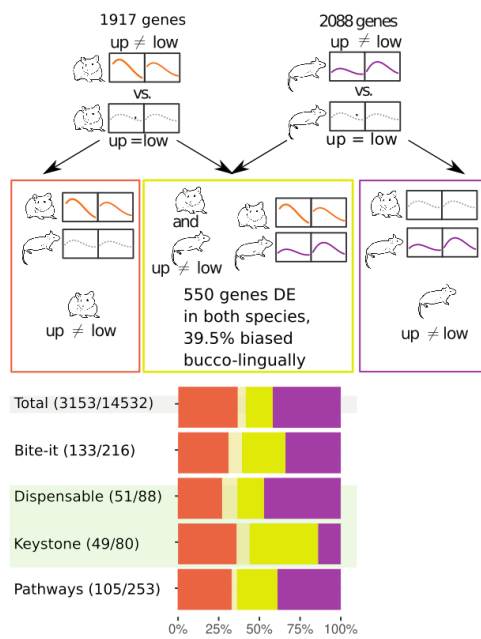 1917 genes
up ≠ low
vs.
up = low
2088 genes
up ≠ low
vs.
up = low
up ≠ low
and
up ≠ low
550 genes DE
in both species,
39.5% biased
bucco-lingually
up ≠ low
Total (3153/14532)
Bite-it (133/216)
Dispensable (51/88)
Keystone (49/80)
Pathways (105/253)
0% 25% 50% 75% 100%